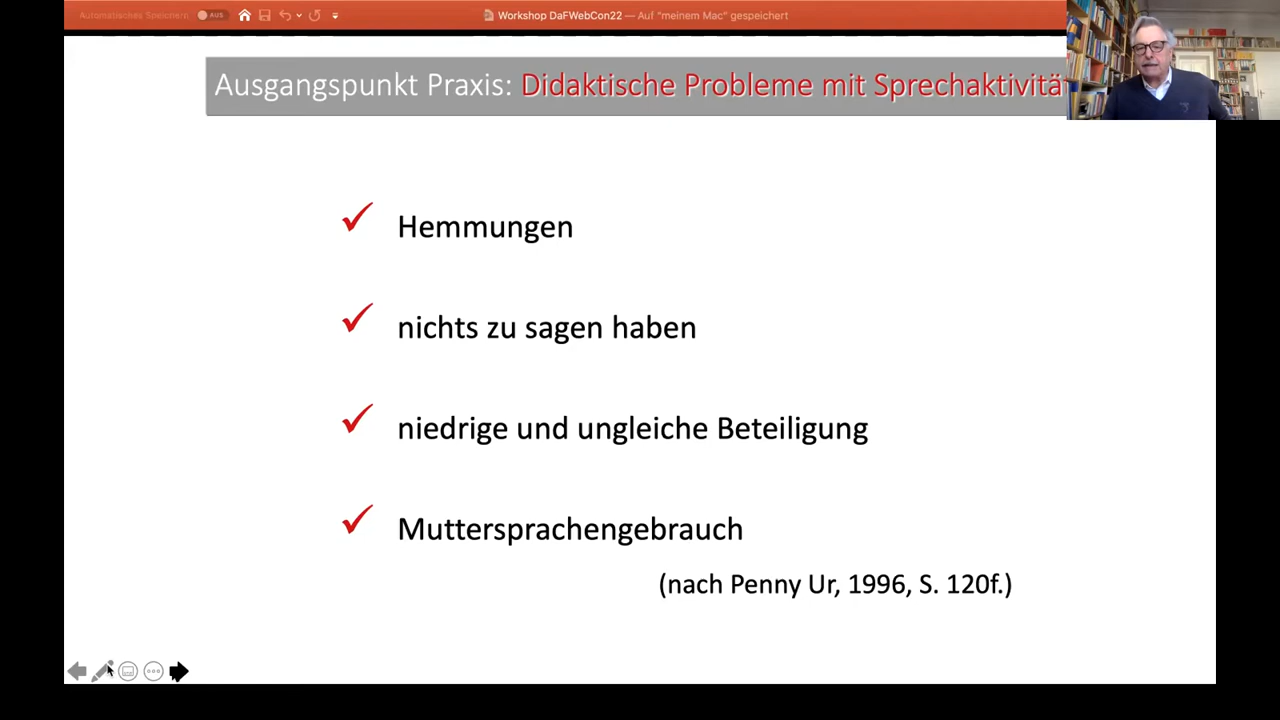 Automatisches Speichern AUS Workshop DaFWebCon22 — Auf "meinem Mac" gespeichert
Ausgangspunkt Praxis: Didaktische Probleme mit Sprechaktivitä
Hemmungen
nichts zu sagen haben
niedrige und ungleiche Beteiligung
Muttersprachengebrauch
(nach Penny Ur, 1996, S. 120f.)